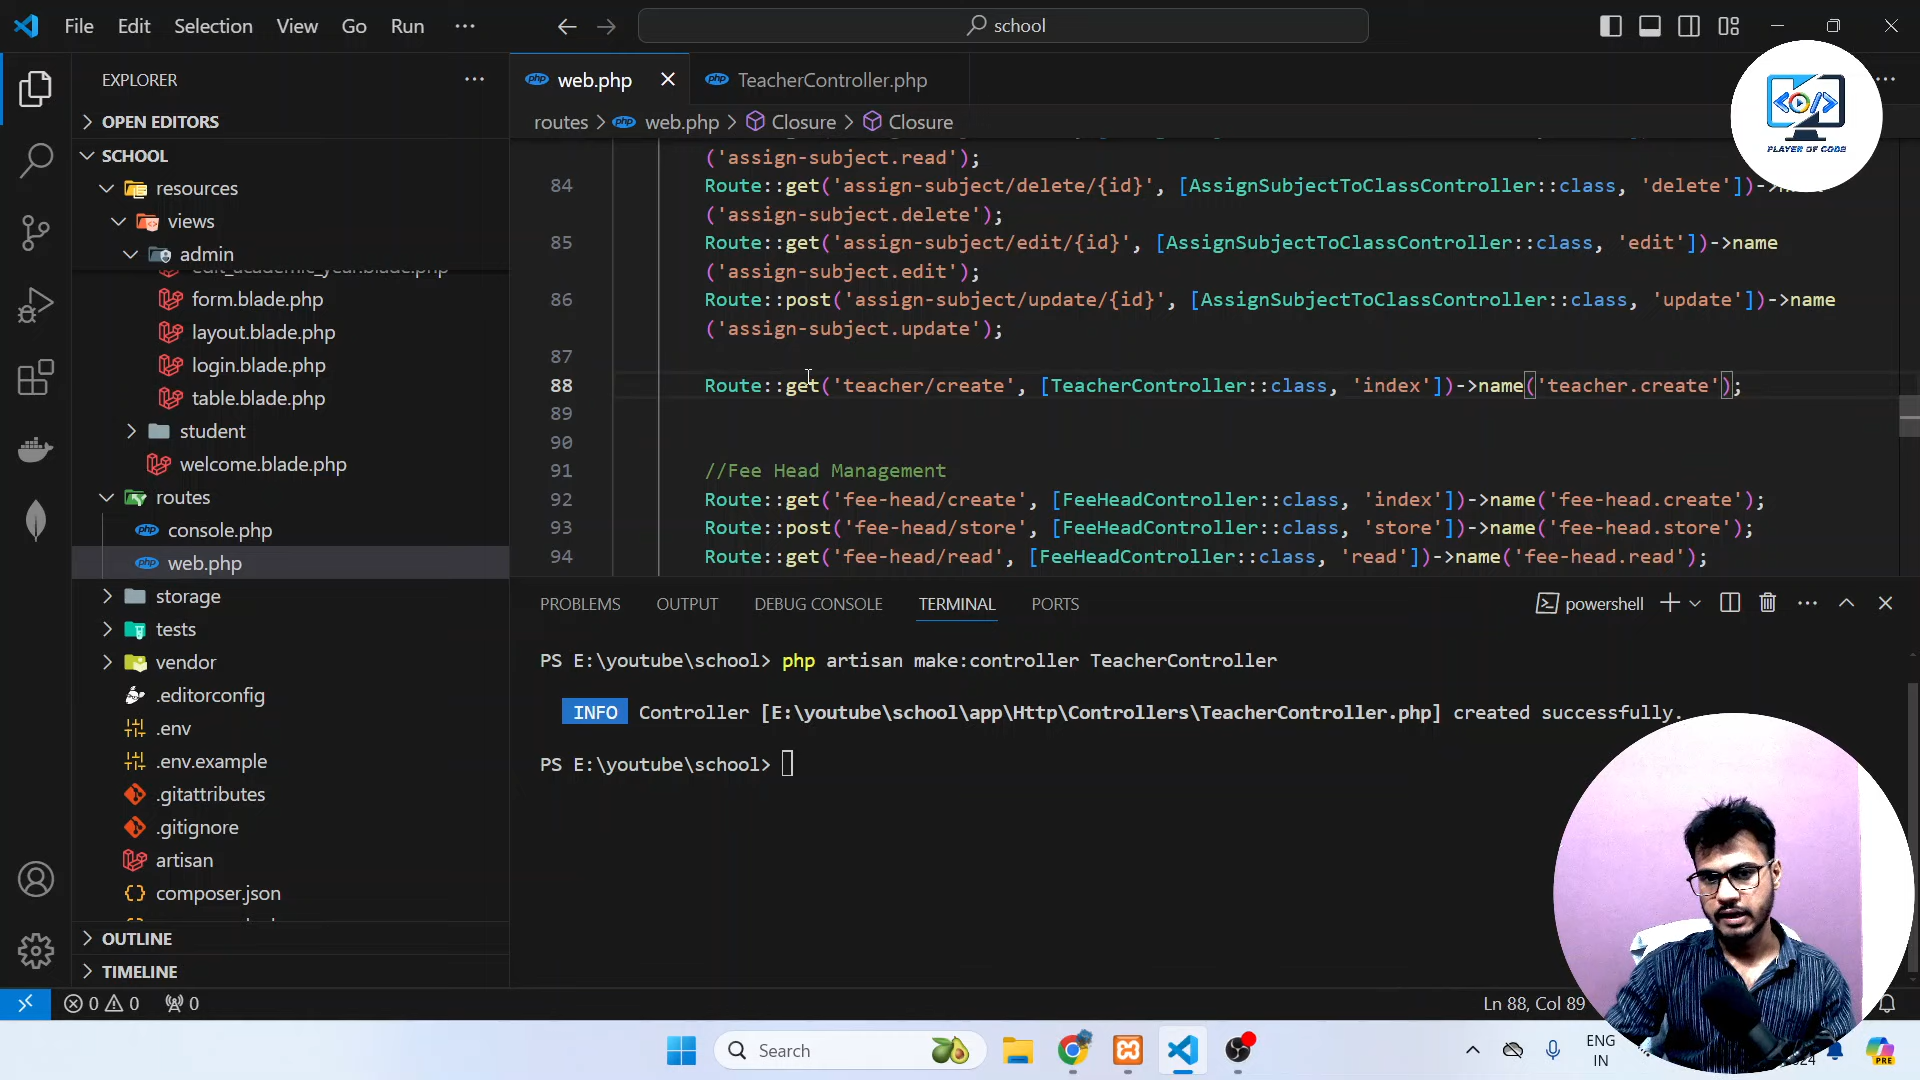 File Edit Selection View Go Run ···
school
EXPLORER
OPEN EDITORS
SCHOOL
resources
views
admin
edit_academic_year.blade.php
form.blade.php
layout.blade.php
login.blade.php
table.blade.php
student
welcome.blade.php
routes
console.php
web.php
storage
tests
vendor
.editorconfig
.env
.env.example
.gitattributes
.gitignore
artisan
composer.json
OUTLINE
TIMELINE
web.php TeacherController.php
routes > web.php > Closure > Closure
('assign-subject.read');
84 Route::get('assign-subject/delete/{id}', [AssignSubjectToClassController::class, 'delete'])->name
('assign-subject.delete');
85 Route::get('assign-subject/edit/{id}', [AssignSubjectToClassController::class, 'edit'])->name
('assign-subject.edit');
86 Route::post('assign-subject/update/{id}', [AssignSubjectToClassController::class, 'update'])->name
('assign-subject.update');
87
88 Route::get('teacher/create', [TeacherController::class, 'index'])->name('teacher.create');
89
90
91 //Fee Head Management
92 Route::get('fee-head/create', [FeeHeadController::class, 'index'])->name('fee-head.create');
93 Route::post('fee-head/store', [FeeHeadController::class, 'store'])->name('fee-head.store');
94 Route::get('fee-head/read', [FeeHeadController::class, 'read'])->name('fee-head.read');
PLAYER OF CODE
PROBLEMS OUTPUT DEBUG CONSOLE TERMINAL PORTS
powershell
PS E:\youtube\school> php artisan make:controller TeacherController
INFO Controller [E:\youtube\school\app\Http\Controllers\TeacherController.php] created successfully.
PS E:\youtube\school>
0 0 0
Ln 88, Col 89
Search
ENG
IN
PRE